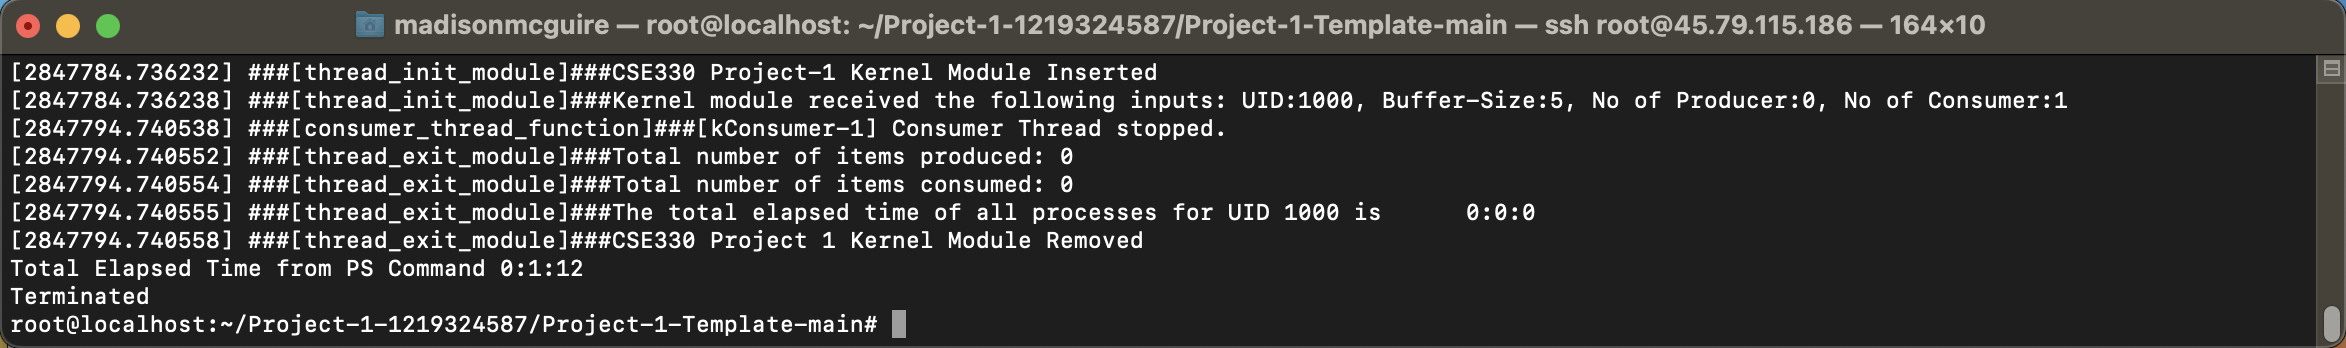 madisonmcguire — root@localhost: ~/Project-1-1219324587/Project-1-Template-main — ssh root@45.79.115.186 — 164×10
[2847784.736232] ###[thread_init_module]###CSE330 Project-1 Kernel Module Inserted
[2847784.736238] ###[thread_init_module]###Kernel module received the following inputs: UID:1000, Buffer-Size:5, No of Producer:0, No of Consumer:1
[2847794.740538] ###[consumer_thread_function]###[kConsumer-1] Consumer Thread stopped.
[2847794.740552] ###[thread_exit_module]###Total number of items produced: 0
[2847794.740554] ###[thread_exit_module]###Total number of items consumed: 0
[2847794.740555] ###[thread_exit_module]###The total elapsed time of all processes for UID 1000 is      0:0:0
[2847794.740558] ###[thread_exit_module]###CSE330 Project 1 Kernel Module Removed
Total Elapsed Time from PS Command 0:1:12
Terminated
root@localhost:~/Project-1-1219324587/Project-1-Template-main#